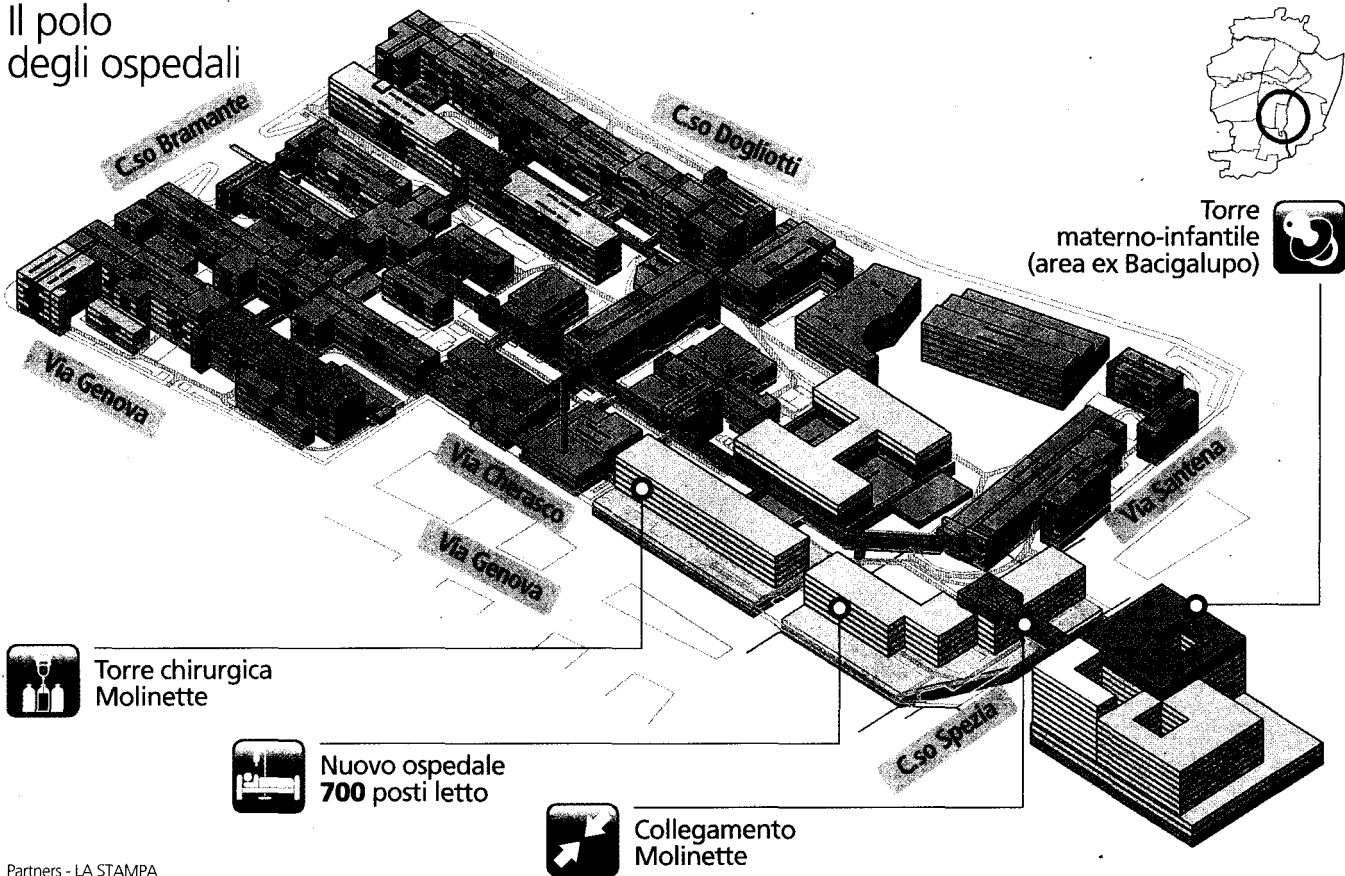 Il polo
degli ospedali
C.so Bramante
C.so Dogliotti
Torre
materno-infantile
(area ex Bacigalupo)
Via Genova
Via Cherasco
Via Genova
Via Santena
Torre chirurgica
Molinette
C.so Spezia
Nuovo ospedale
700 posti letto
Collegamento
Molinette
Partners - LA STAMPA